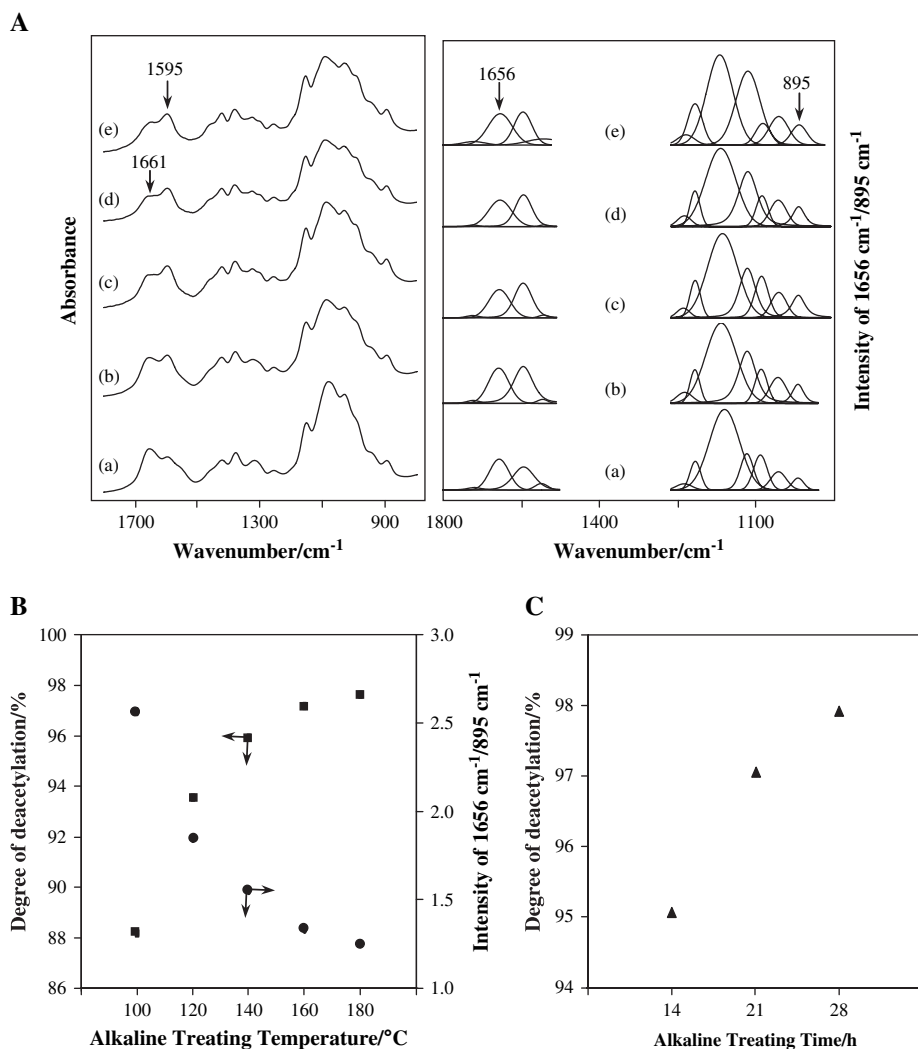 A
1595
(e)
1661
(d)
(c)
(b)
(a)
Absorbance
1700
1300
900
Wavenumber/cm-1
1656
895
(e)
(d)
(c)
(b)
(a)
1800
1400
1100
Wavenumber/cm-1
Intensity of 1656 cm-1/895 cm-1
B
100
98
96
94
92
90
88
86
Degree of deacetylation/%
3.0
2.5
2.0
1.5
1.0
Intensity of 1656 cm-1/895 cm-1
100
120
140
160
180
Alkaline Treating Temperature/°C
C
99
98
97
96
95
94
Degree of deacetylation/%
14
21
28
Alkaline Treating Time/h